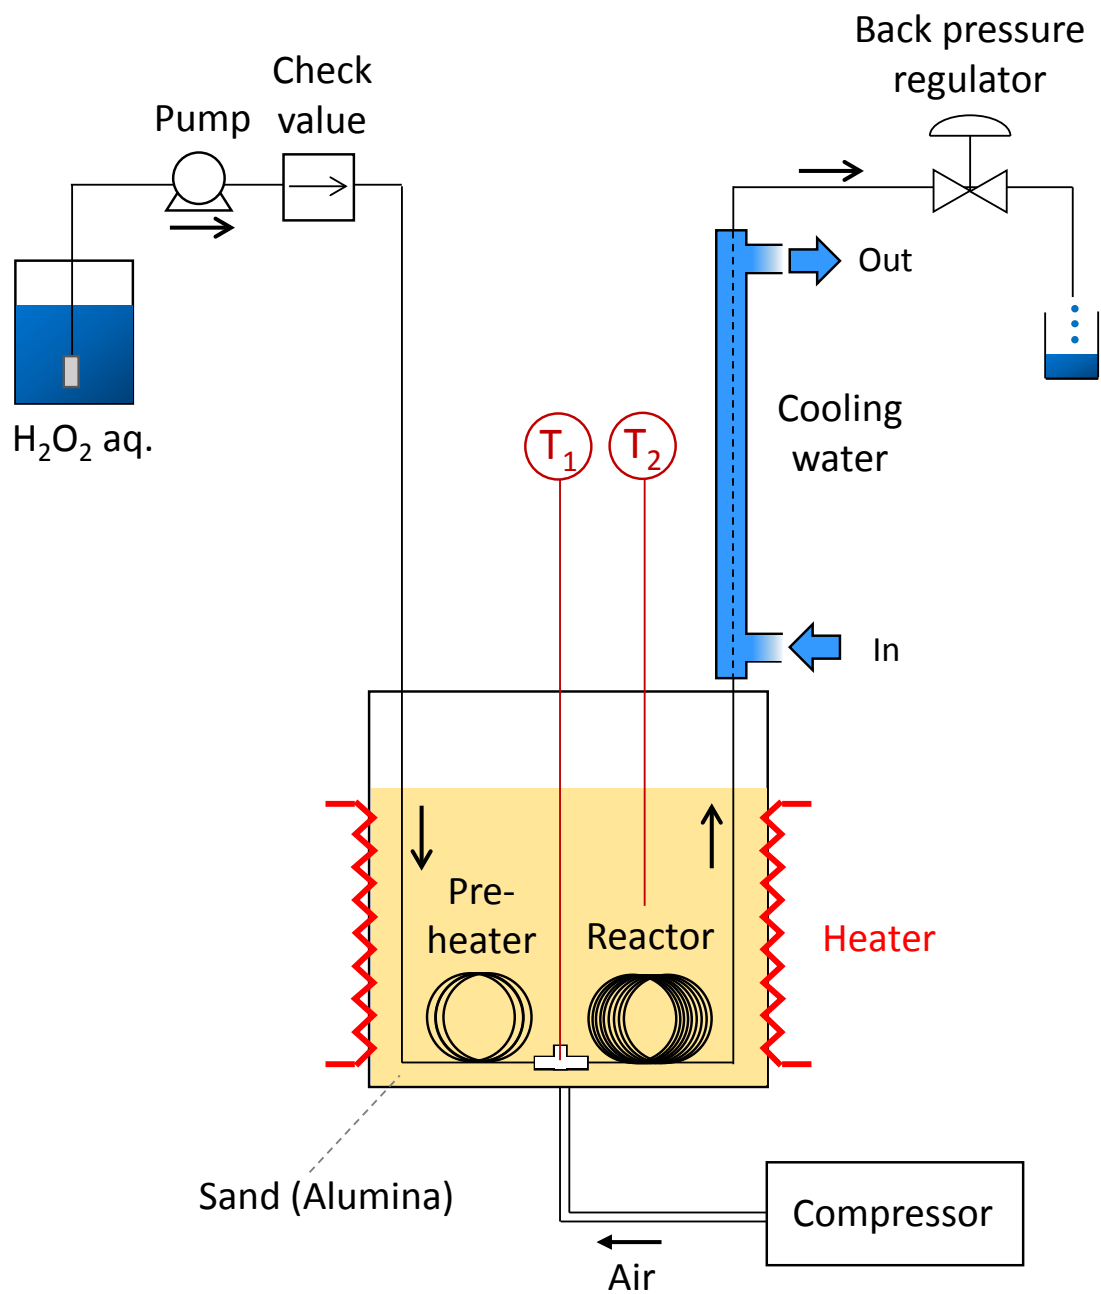 Back pressure
regulator
Check
value
Pump
Out
H₂O₂ aq.
Cooling
water
T₁
T₂
In
Pre-
heater
Reactor
Heater
Sand (Alumina)
Compressor
Air